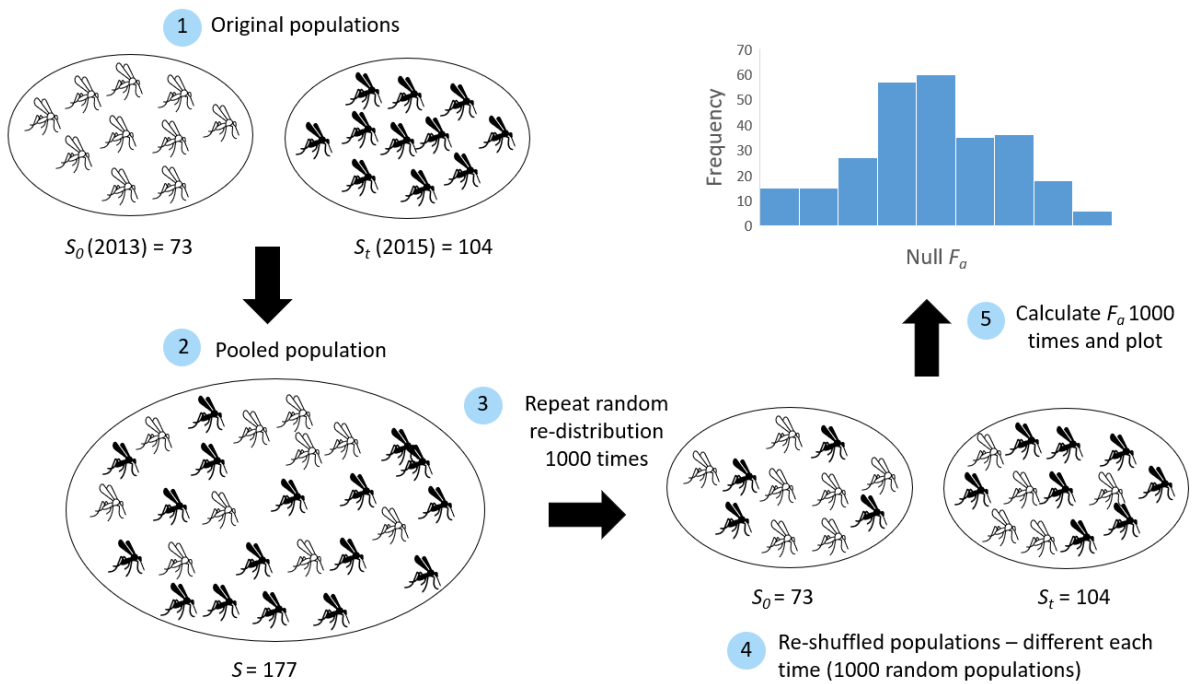 1 Original populations
S0 (2013) = 73
St (2015) = 104
2 Pooled population
S = 177
3 Repeat random
re-distribution
1000 times
S0 = 73
St = 104
4 Re-shuffled populations – different each
time (1000 random populations)
5 Calculate Fa 1000
times and plot
Frequency
70
60
50
40
30
20
10
0
Null Fa